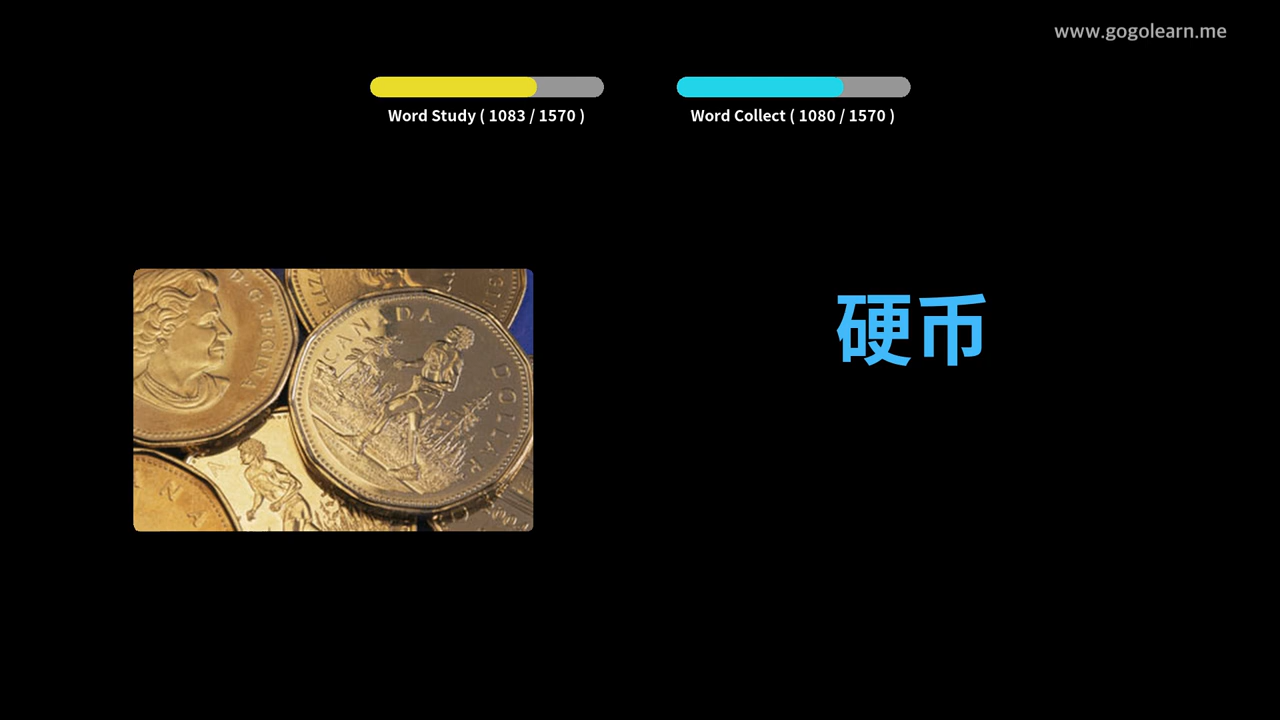 www.gogolearn.me
Word Study ( 1083 / 1570 )
Word Collect ( 1080 / 1570 )
硬币
D·G·REGINA
CANADA
DOLLAR